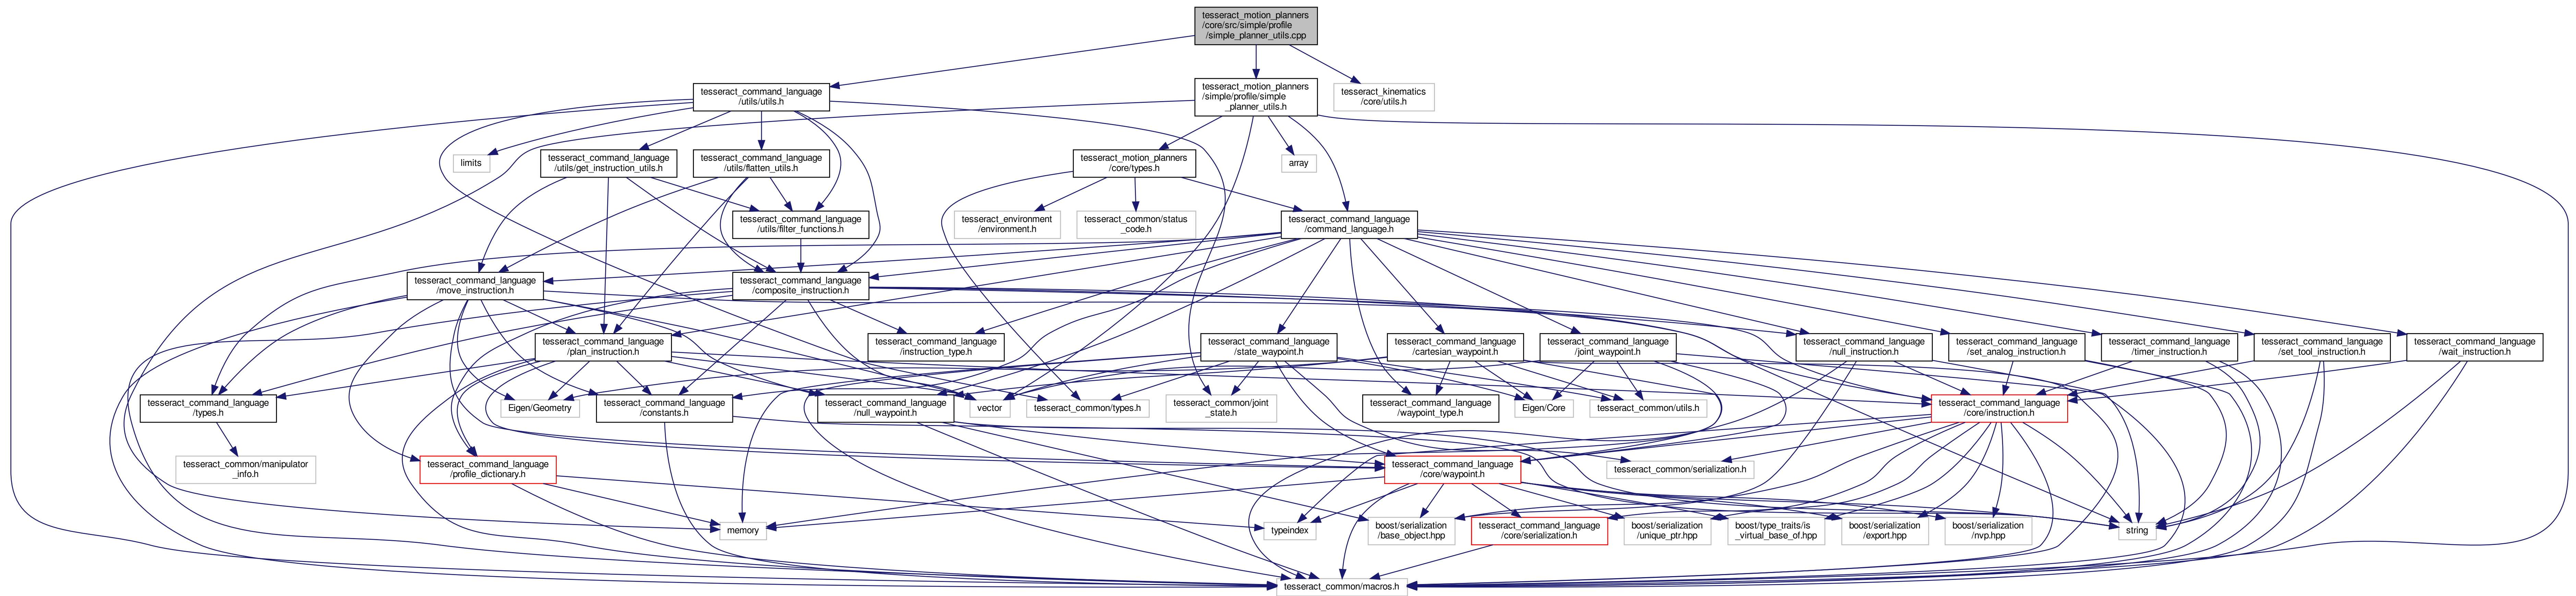 tesseract_motion_planners
/core/src/simple/profile
/simple_planner_utils.cpp
tesseract_command_language
/utils/utils.h
tesseract_motion_planners
/simple/profile/simple
_planner_utils.h
tesseract_kinematics
/core/utils.h
limits
tesseract_command_language
/utils/get_instruction_utils.h
tesseract_command_language
/utils/flatten_utils.h
tesseract_motion_planners
/core/types.h
array
tesseract_command_language
/utils/filter_functions.h
tesseract_environment
/environment.h
tesseract_common/status
_code.h
tesseract_command_language
/command_language.h
tesseract_command_language
/move_instruction.h
tesseract_command_language
/composite_instruction.h
tesseract_command_language
/plan_instruction.h
tesseract_command_language
/instruction_type.h
tesseract_command_language
/state_waypoint.h
tesseract_command_language
/cartesian_waypoint.h
tesseract_command_language
/joint_waypoint.h
tesseract_command_language
/null_instruction.h
tesseract_command_language
/set_analog_instruction.h
tesseract_command_language
/timer_instruction.h
tesseract_command_language
/set_tool_instruction.h
tesseract_command_language
/wait_instruction.h
tesseract_command_language
/types.h
Eigen/Geometry
tesseract_command_language
/constants.h
tesseract_command_language
/null_waypoint.h
vector
tesseract_common/types.h
tesseract_common/joint
_state.h
tesseract_command_language
/waypoint_type.h
Eigen/Core
tesseract_common/utils.h
tesseract_command_language
/core/instruction.h
tesseract_common/manipulator
_info.h
tesseract_command_language
/profile_dictionary.h
tesseract_command_language
/core/waypoint.h
tesseract_common/serialization.h
memory
typeindex
boost/serialization
/base_object.hpp
tesseract_command_language
/core/serialization.h
boost/serialization
/unique_ptr.hpp
boost/type_traits/is
_virtual_base_of.hpp
boost/serialization
/export.hpp
boost/serialization
/nvp.hpp
string
tesseract_common/macros.h